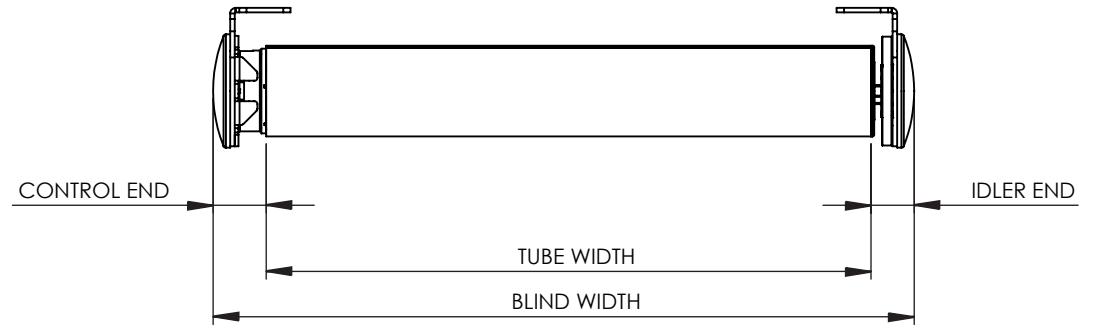 CONTROL END
IDLER END
TUBE WIDTH
BLIND WIDTH